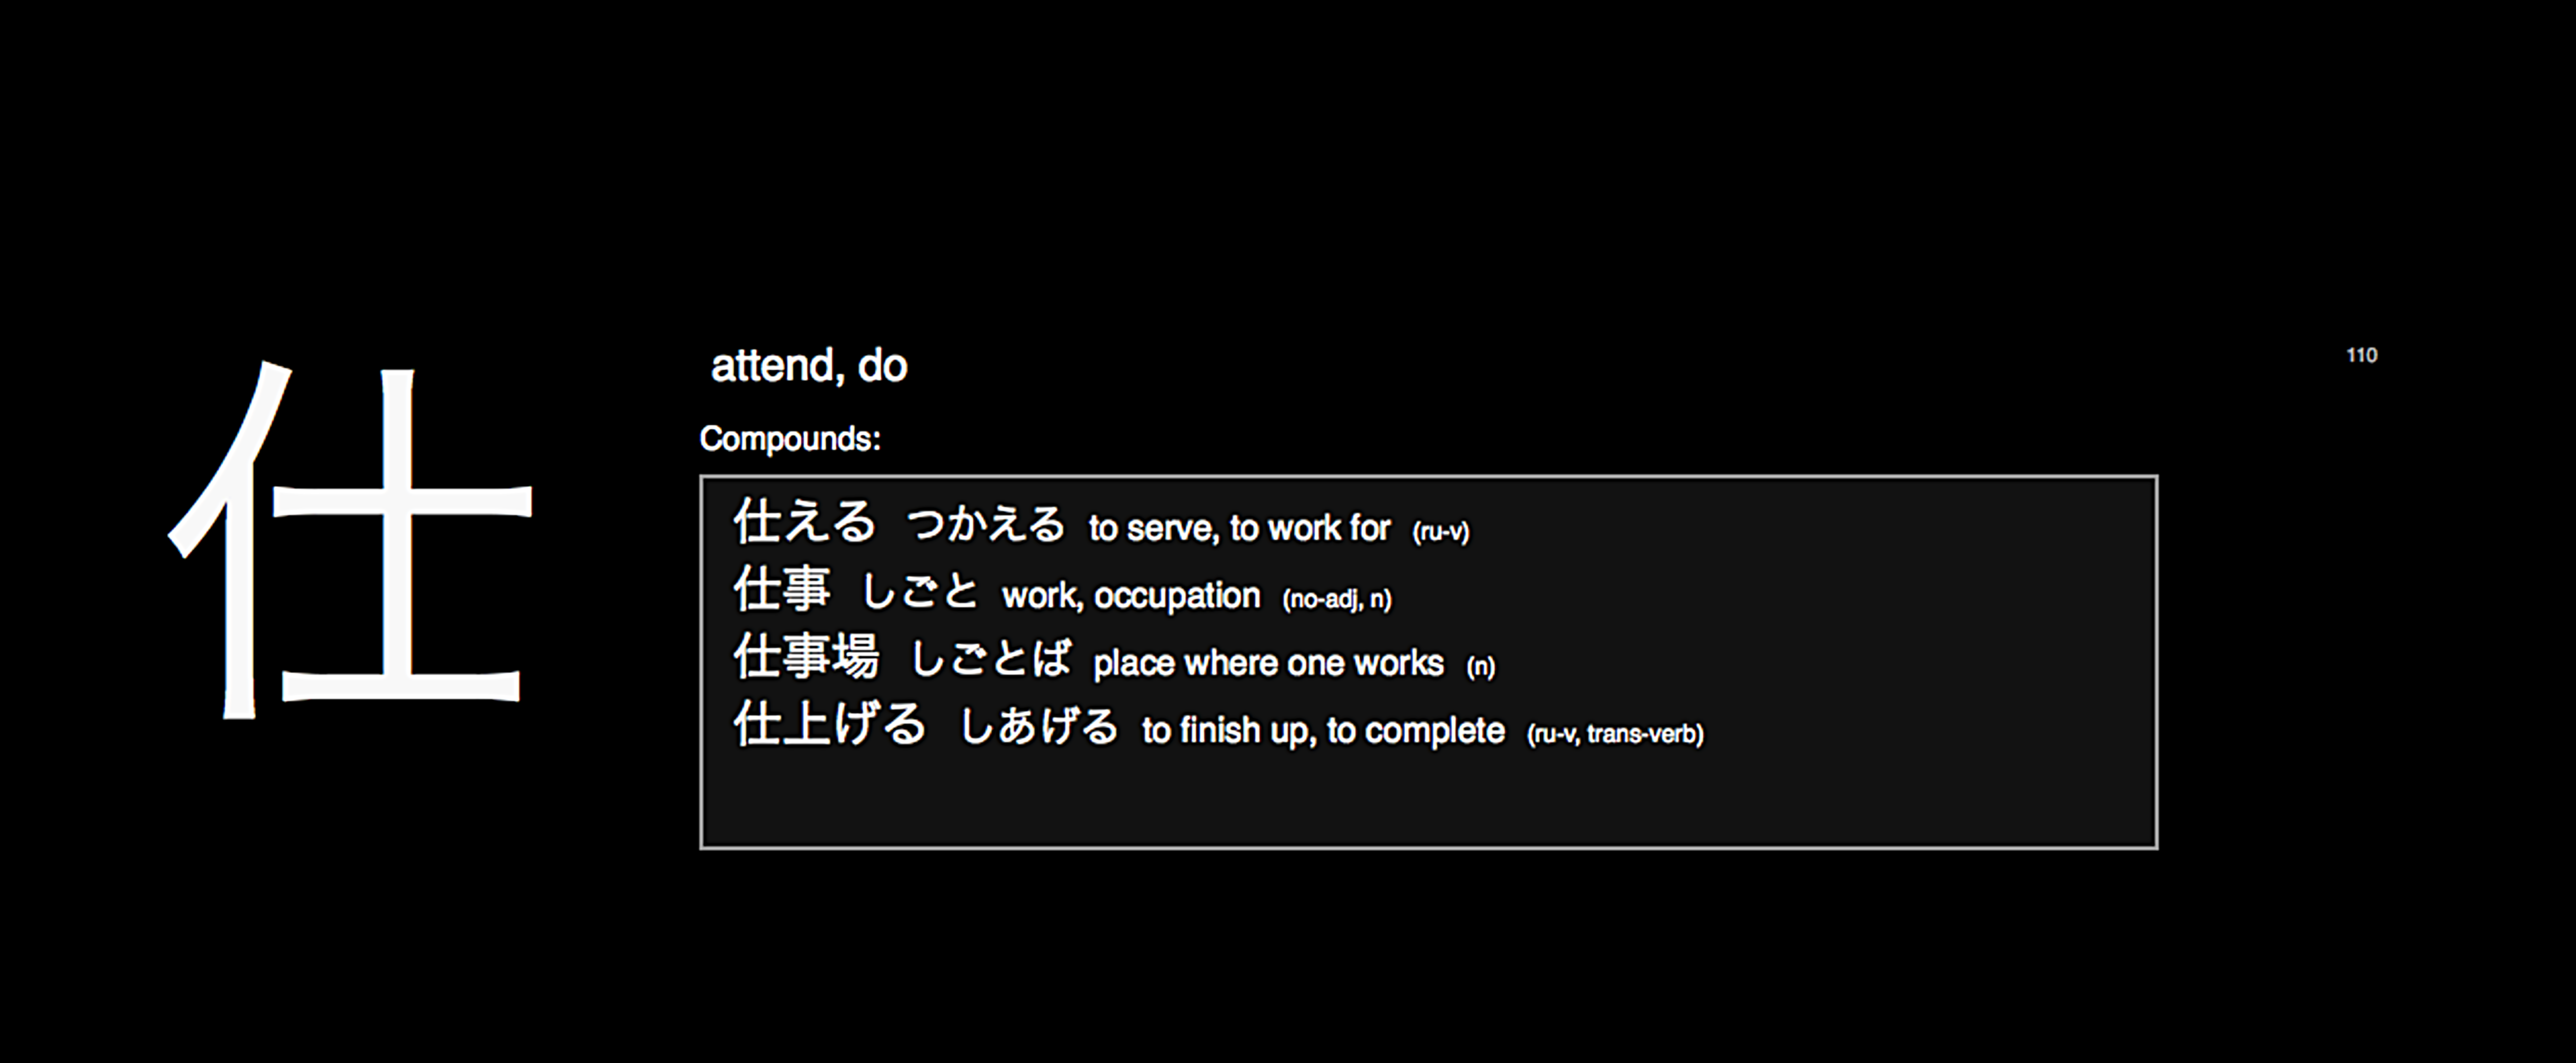 仕
attend, do
110
Compounds:
仕える つかえる to serve, to work for (ru-v)
仕事 しごと work, occupation (no-adj, n)
仕事場 しごとば place where one works (n)
仕上げる しあげる to finish up, to complete (ru-v, trans-verb)